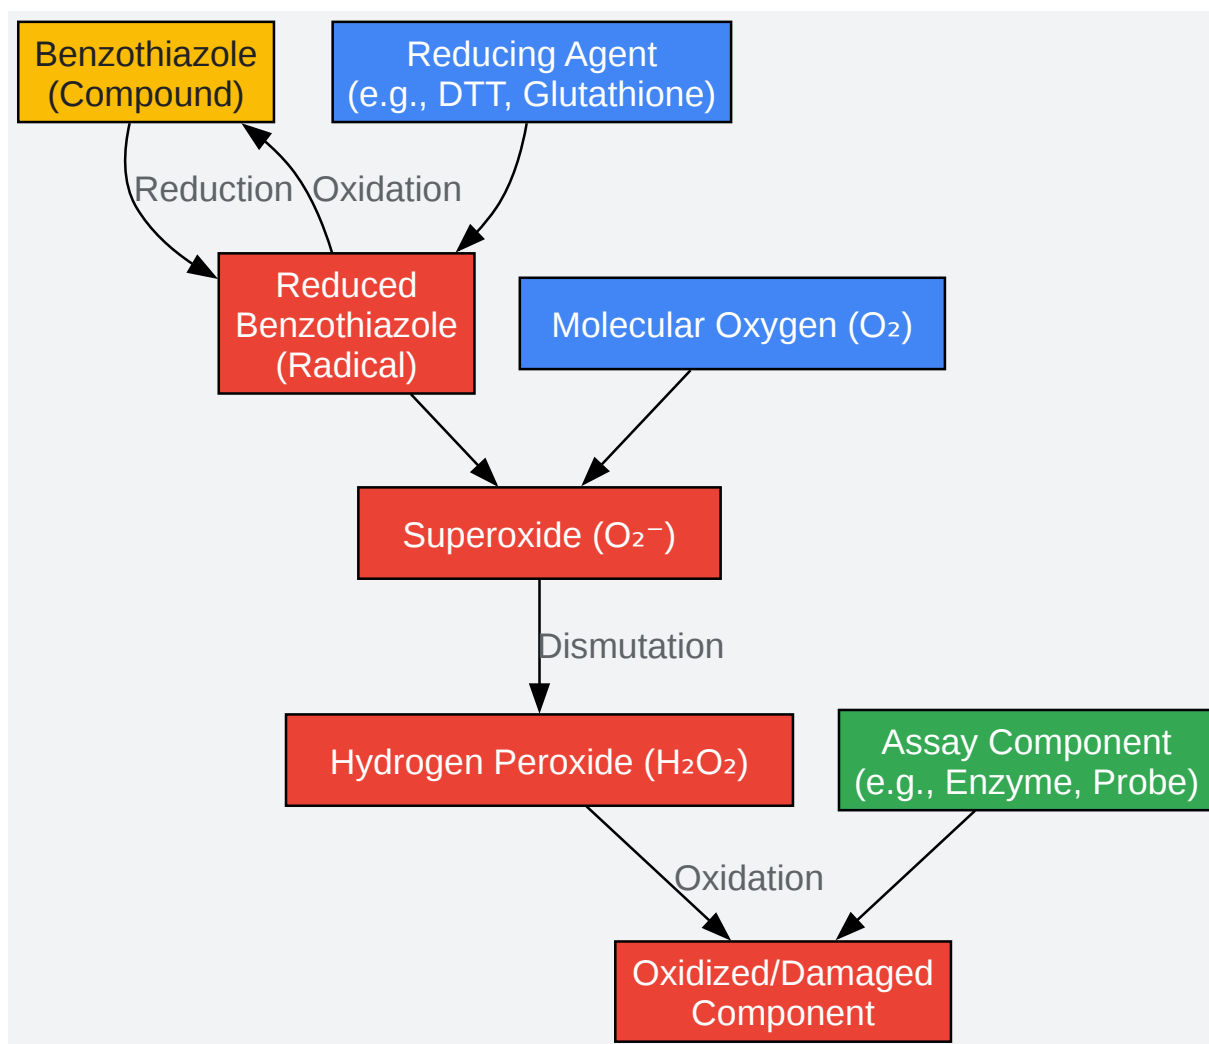 Benzothiazole
(Compound)
Reducing Agent
(e.g., DTT, Glutathione)
Reduction
Oxidation
Reduced
Benzothiazole
(Radical)
Molecular Oxygen (O₂)
Superoxide (O₂⁻)
Dismutation
Hydrogen Peroxide (H₂O₂)
Assay Component
(e.g., Enzyme, Probe)
Oxidation
Oxidized/Damaged
Component